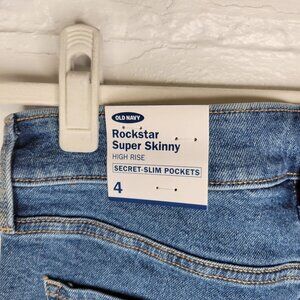 OLD NAVY
Rockstar
Super Skinny
HIGH RISE
SECRET-SLIM POCKETS
4